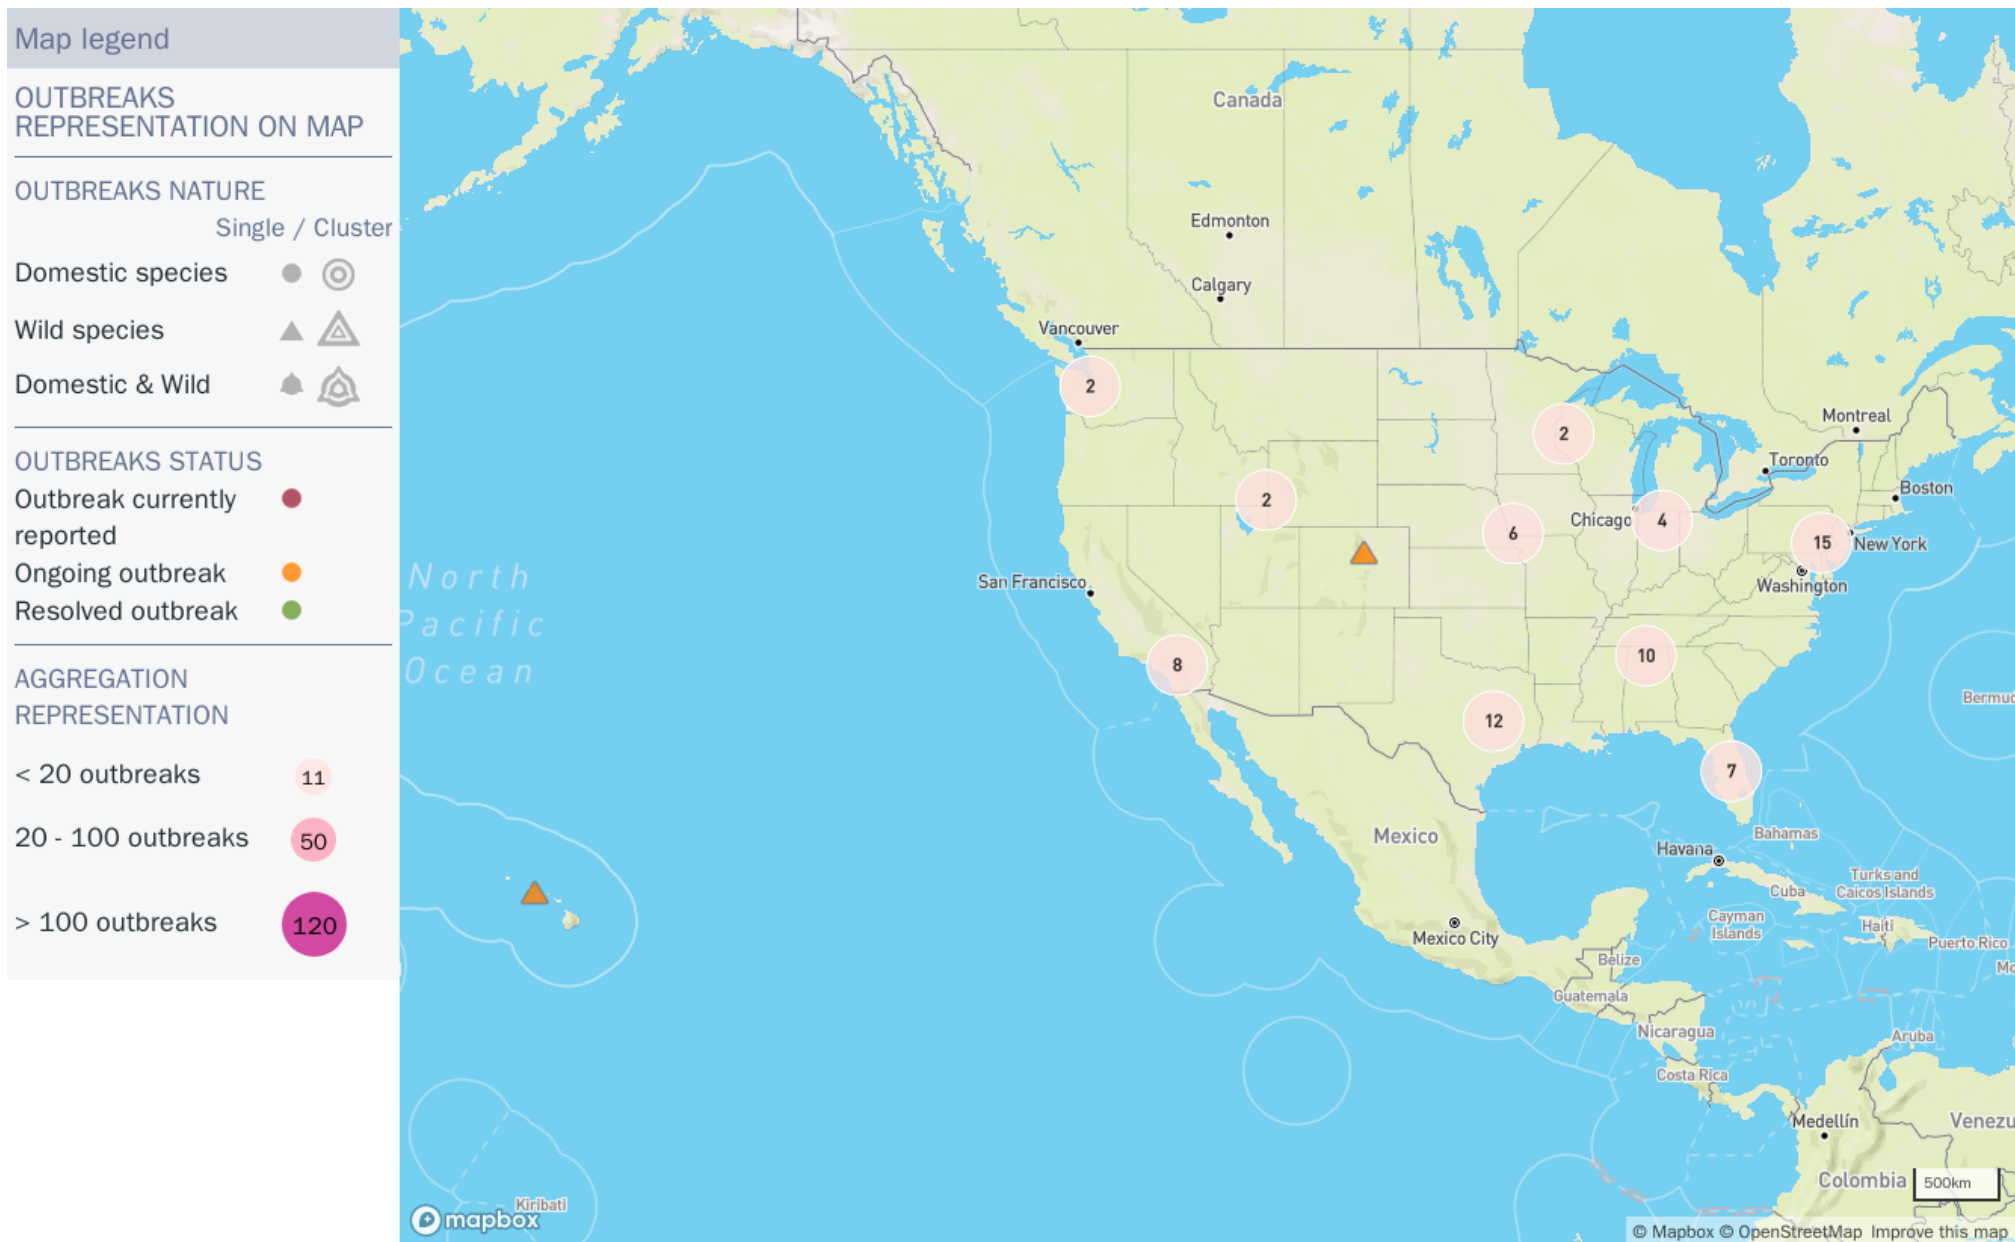 Map legend
OUTBREAKS
REPRESENTATION ON MAP
OUTBREAKS NATURE
Single / Cluster
Domestic species
Wild species
Domestic & Wild
OUTBREAKS STATUS
Outbreak currently
reported
Ongoing outbreak
Resolved outbreak
AGGREGATION
REPRESENTATION
< 20 outbreaks 11
20 - 100 outbreaks 50
> 100 outbreaks 120
Canada
Edmonton
Calgary
Vancouver
2
Montreal
2
Toronto
Boston
2
Chicago
4
6
15
New York
North
Pacific
Ocean
San Francisco
Washington
8
10
Bermud
12
7
Mexico
Bahamas
Havana
Turks and
Caicos Islands
Cuba
Cayman
Islands
Haiti
Mexico City
Puerto Rico
Belize
Mo
Guatemala
Nicaragua
Aruba
Costa Rica
Medellín
Venezu
Colombia
500km
Kiribati
mapbox
© Mapbox © OpenStreetMap Improve this map